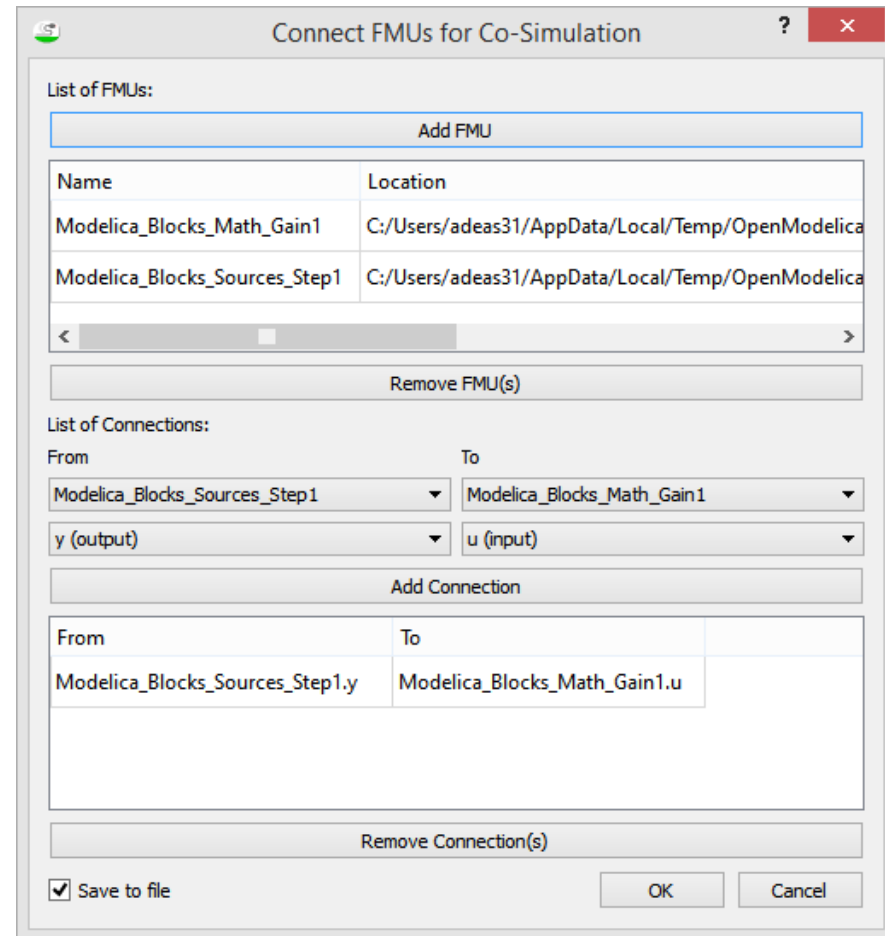 Connect FMUs for Co-Simulation ?
List of FMUs:
Add FMU
Name Location
Modelica_Blocks_Math_Gain1 C:/Users/adeas31/AppData/Local/Temp/OpenModelica
Modelica_Blocks_Sources_Step1 C:/Users/adeas31/AppData/Local/Temp/OpenModelica
Remove FMU(s)
List of Connections:
From To
Modelica_Blocks_Sources_Step1 Modelica_Blocks_Math_Gain1
y (output) u (input)
Add Connection
From To
Modelica_Blocks_Sources_Step1.y Modelica_Blocks_Math_Gain1.u
Remove Connection(s)
Save to file OK Cancel